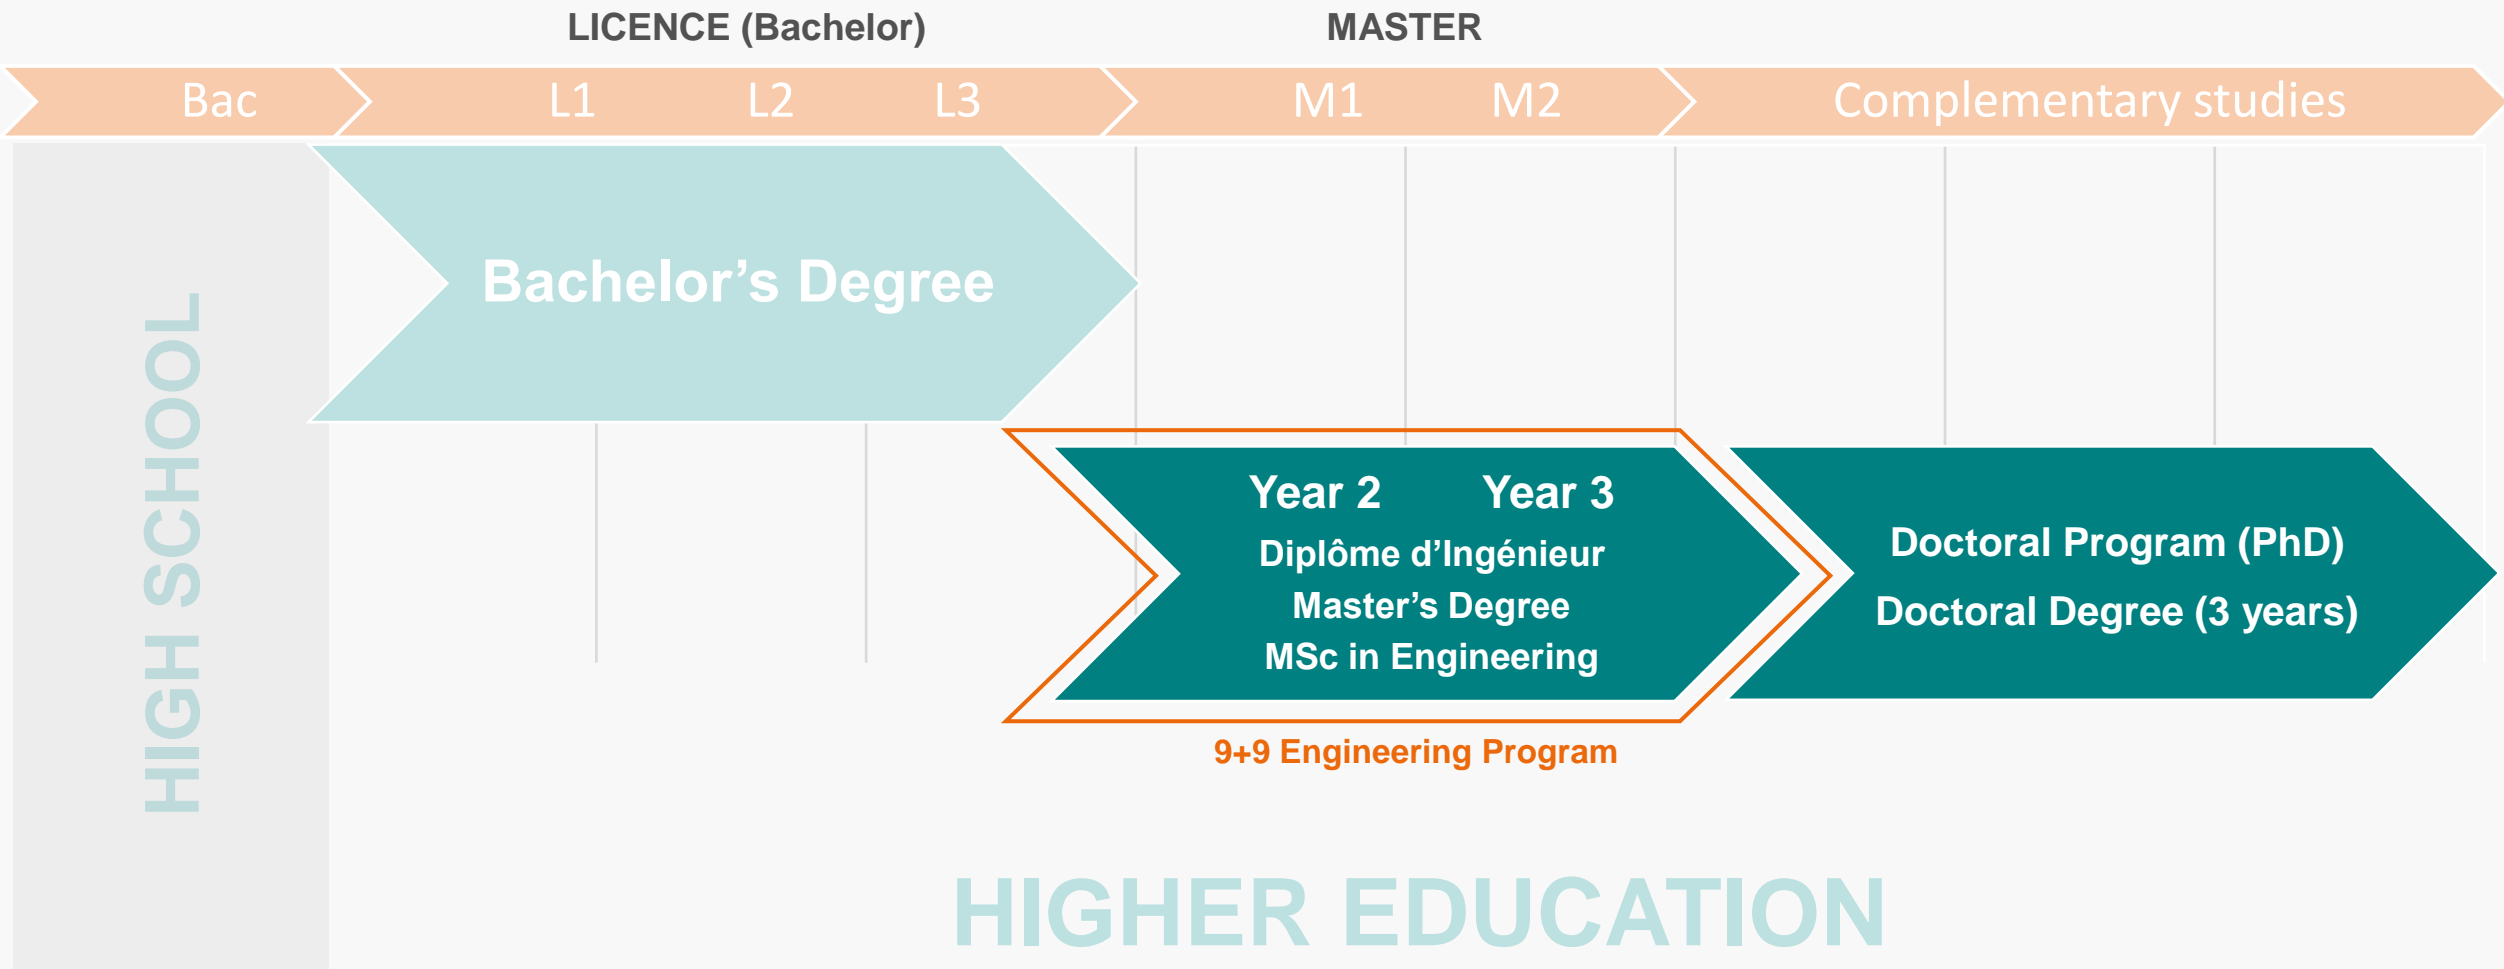 LICENCE (Bachelor)
MASTER
Bac
L1
L2
L3
M1
M2
Complementary studies
HIGH SCHOOL
Bachelor’s Degree
Year 2
Year 3
Diplôme d’Ingénieur
Master’s Degree
MSc in Engineering
Doctoral Program (PhD)
Doctoral Degree (3 years)
9+9 Engineering Program
HIGHER EDUCATION